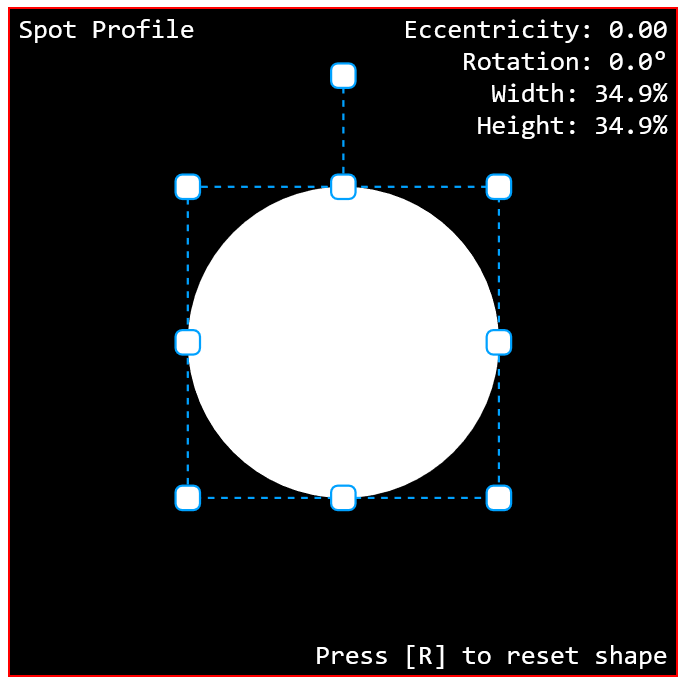 Spot Profile
Eccentricity: 0.00
Rotation: 0.0°
Width: 34.9%
Height: 34.9%
Press [R] to reset shape